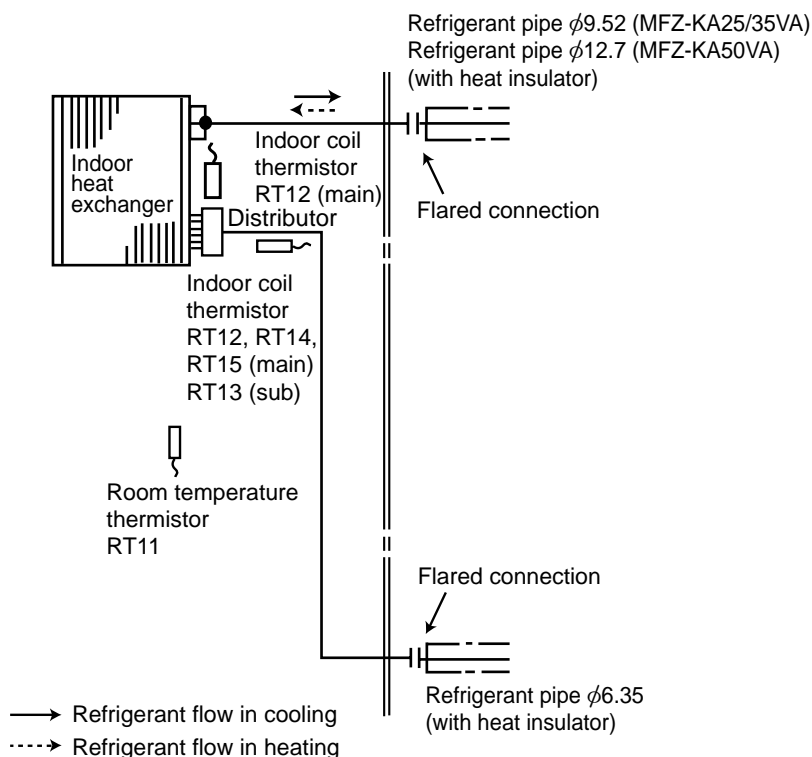 Refrigerant pipe ϕ9.52 (MFZ-KA25/35VA)
Refrigerant pipe ϕ12.7 (MFZ-KA50VA)
(with heat insulator)
Indoor
heat
exchanger
Indoor coil
thermistor
RT12 (main)
Flared connection
Distributor
Indoor coil
thermistor
RT12, RT14,
RT15 (main)
RT13 (sub)
Room temperature
thermistor
RT11
Flared connection
Refrigerant pipe ϕ6.35
(with heat insulator)
Refrigerant flow in cooling
Refrigerant flow in heating